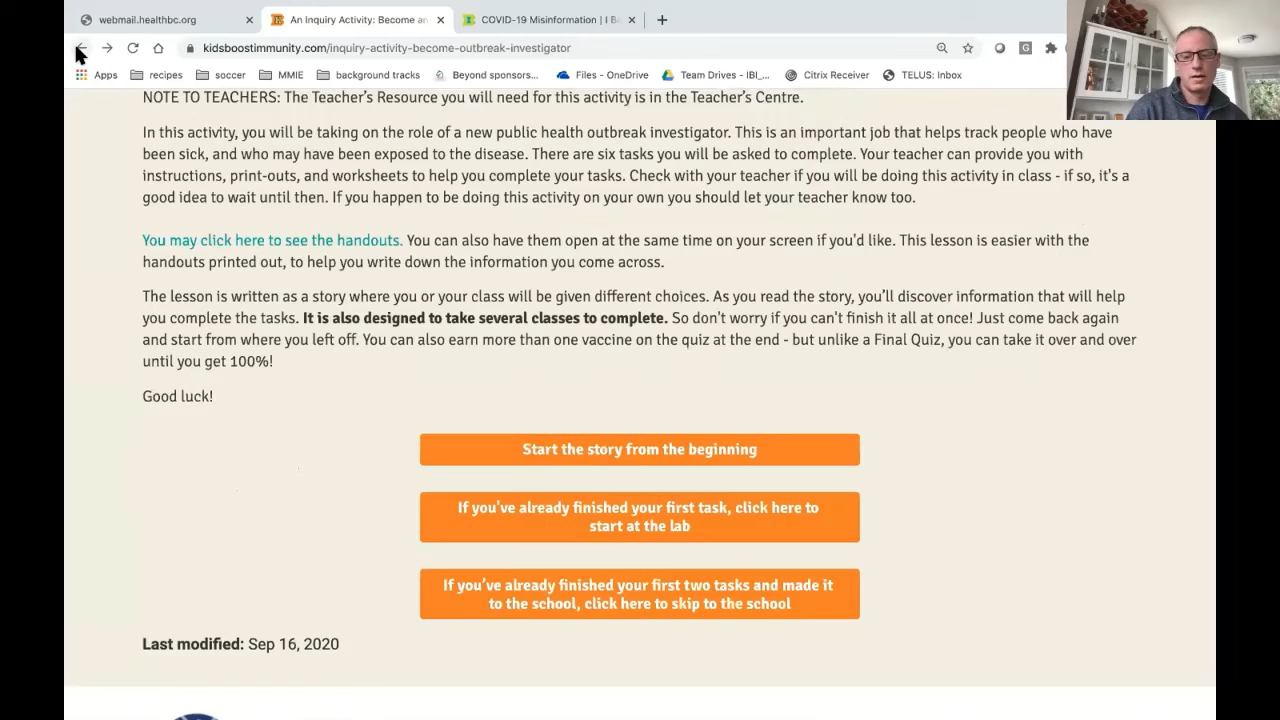 webmail.healthbc.org
An Inquiry Activity: Become an
COVID-19 Misinformation | I B
kidsboostimmunity.com/inquiry-activity-become-outbreak-investigator
Apps recipes soccer MMIE background tracks Beyond sponsors... Files - OneDrive Team Drives - IBI_... Citrix Receiver TELUS: Inbox
NOTE TO TEACHERS: The Teacher's Resource you will need for this activity is in the Teacher's Centre.
In this activity, you will be taking on the role of a new public health outbreak investigator. This is an important job that helps track people who have
been sick, and who may have been exposed to the disease. There are six tasks you will be asked to complete. Your teacher can provide you with
instructions, print-outs, and worksheets to help you complete your tasks. Check with your teacher if you will be doing this activity in class - if so, it's a
good idea to wait until then. If you happen to be doing this activity on your own you should let your teacher know too.
You may click here to see the handouts. You can also have them open at the same time on your screen if you'd like. This lesson is easier with the
handouts printed out, to help you write down the information you come across.
The lesson is written as a story where you or your class will be given different choices. As you read the story, you'll discover information that will help
you complete the tasks. It is also designed to take several classes to complete. So don't worry if you can't finish it all at once! Just come back again
and start from where you left off. You can also earn more than one vaccine on the quiz at the end - but unlike a Final Quiz, you can take it over and over
until you get 100%!
Good luck!
Start the story from the beginning
If you've already finished your first task, click here to
start at the lab
If you've already finished your first two tasks and made it
to the school, click here to skip to the school
Last modified: Sep 16, 2020